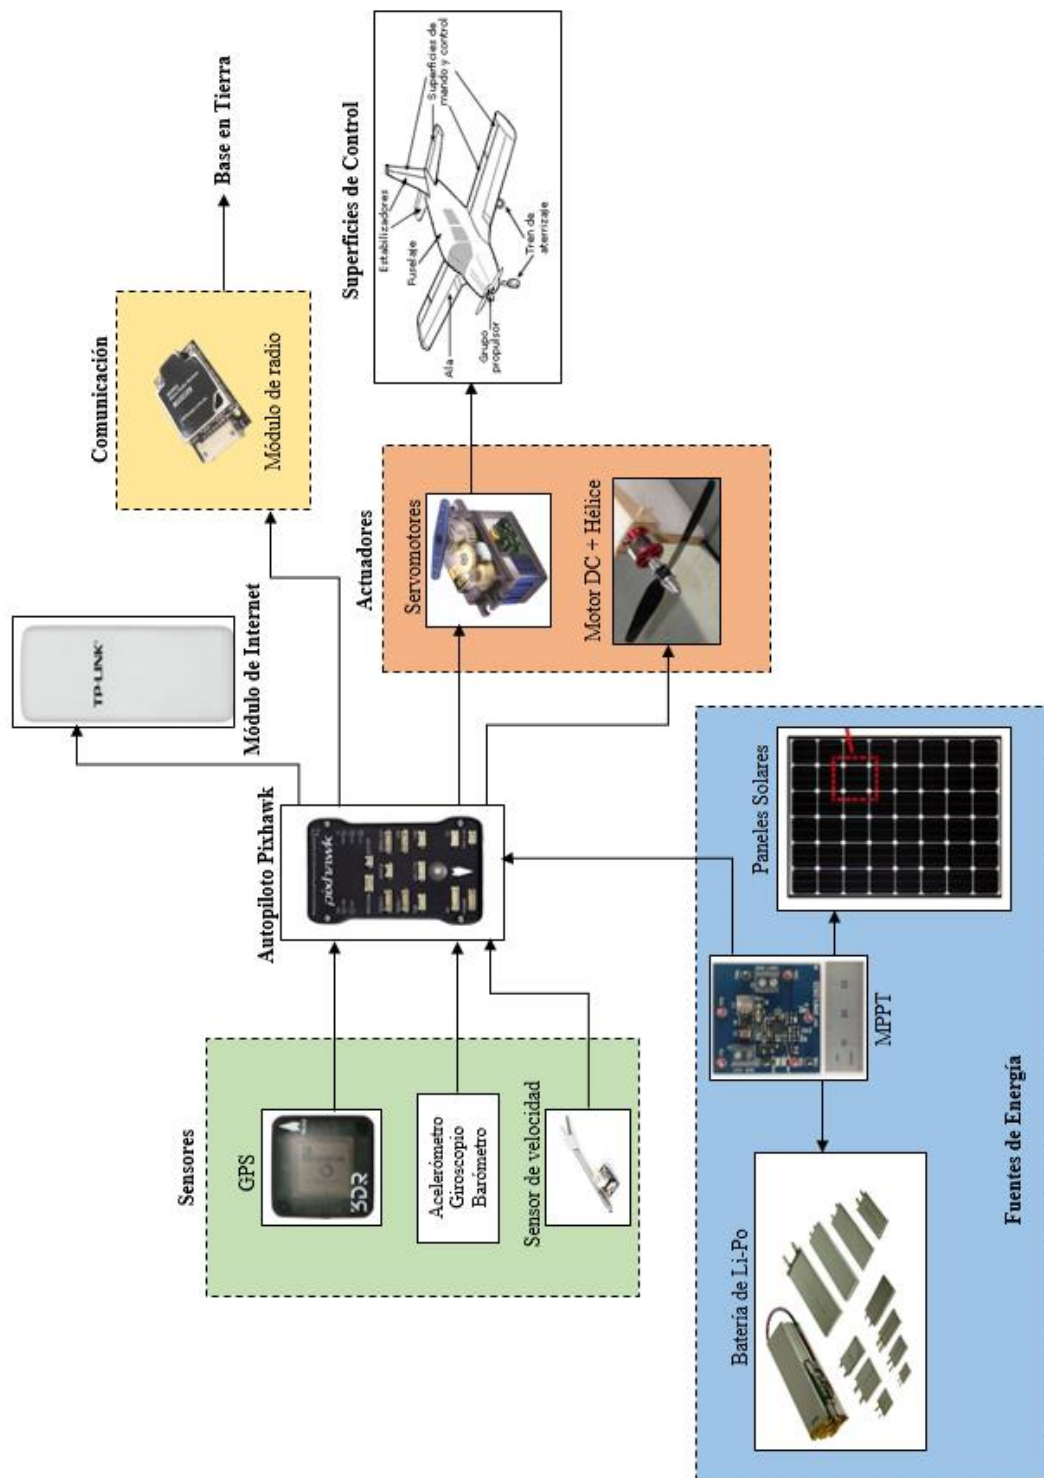 Sensores
GPS
3DR
Acelerómetro
Giroscopio
Barómetro
Sensor de velocidad
Autopiloto Pixhawk
pixhawk
Módulo de Internet
TP-LINK
Comunicación
Módulo de radio
Base en Tierra
Actuadores
Servomotores
Motor DC + Hélice
Superficies de Control
Estabilizadores
Superficies de
mando y control
Fuselaje
Ala
Grupo
propulsor
Tren de
aterrizaje
Batería de Li-Po
MPPT
Paneles Solares
Fuentes de Energía